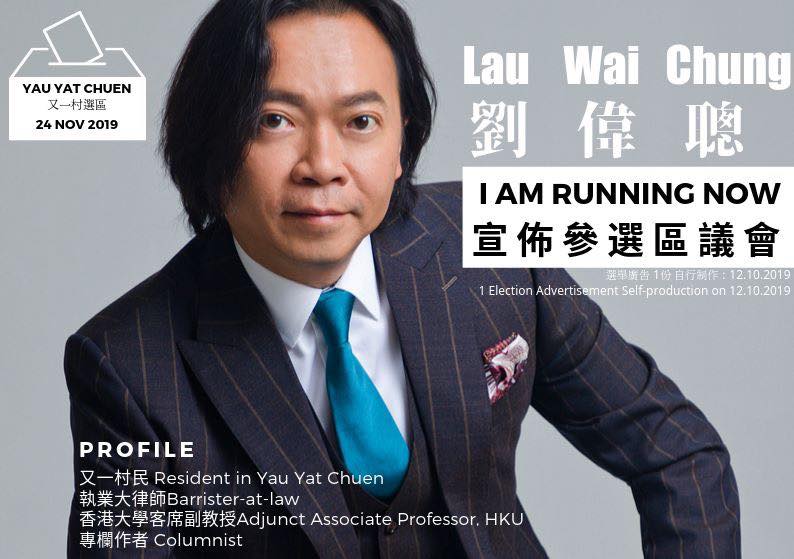 YAU YAT CHUEN
又一村選區
24 NOV 2019
Lau Wai Chung
劉偉聰
I AM RUNNING NOW
宣佈參選區議會
選舉廣告 1份 自行制作：12.10.2019
1 Election Advertisement Self-production on 12.10.2019
PROFILE
又一村民 Resident in Yau Yat Chuen
執業大律師Barrister-at-law
香港大學客席副教授Adjunct Associate Professor, HKU
專欄作者 Columnist